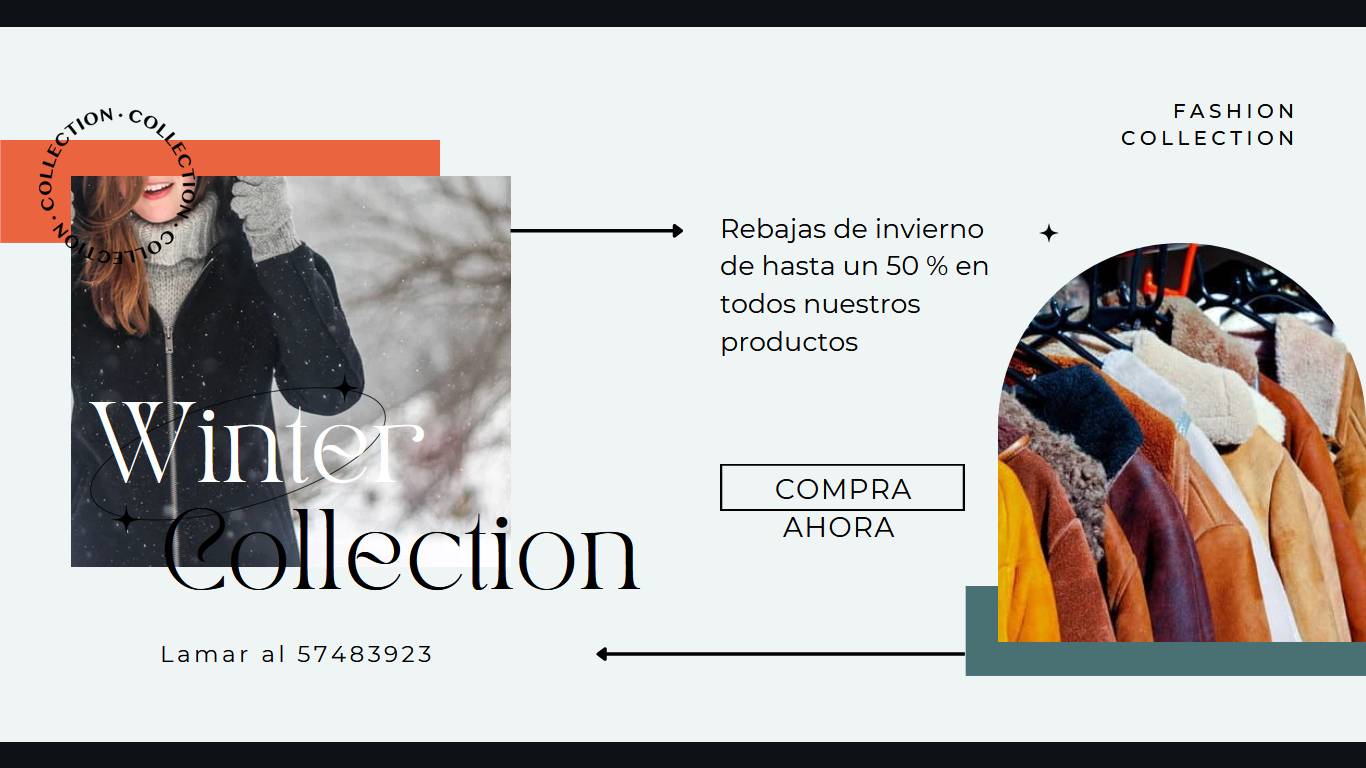 COLLECTION · COLLECTION · COLLECTION · COLLECTION
FASHION
COLLECTION
Rebajas de invierno
de hasta un 50 % en
todos nuestros
productos
Winter
Collection
COMPRA
AHORA
Lamar al 57483923